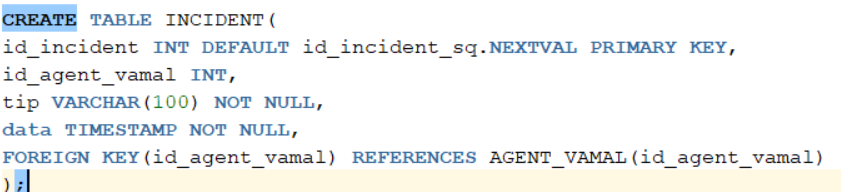 CREATE TABLE INCIDENT(
id_incident INT DEFAULT id_incident_sq.NEXTVAL PRIMARY KEY,
id_agent_vamal INT,
tip VARCHAR(100) NOT NULL,
data TIMESTAMP NOT NULL,
FOREIGN KEY(id_agent_vamal) REFERENCES AGENT_VAMAL(id_agent_vamal)
);